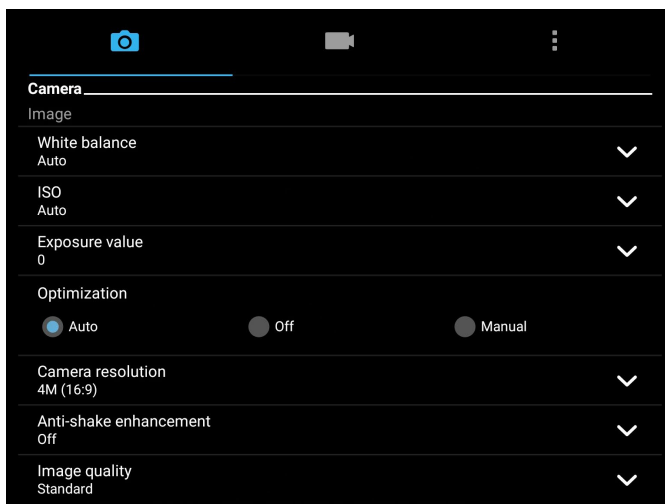 Camera
Image
White balance
Auto
ISO
Auto
Exposure value
0
Optimization
Auto Off Manual
Camera resolution
4M (16:9)
Anti-shake enhancement
Off
Image quality
Standard